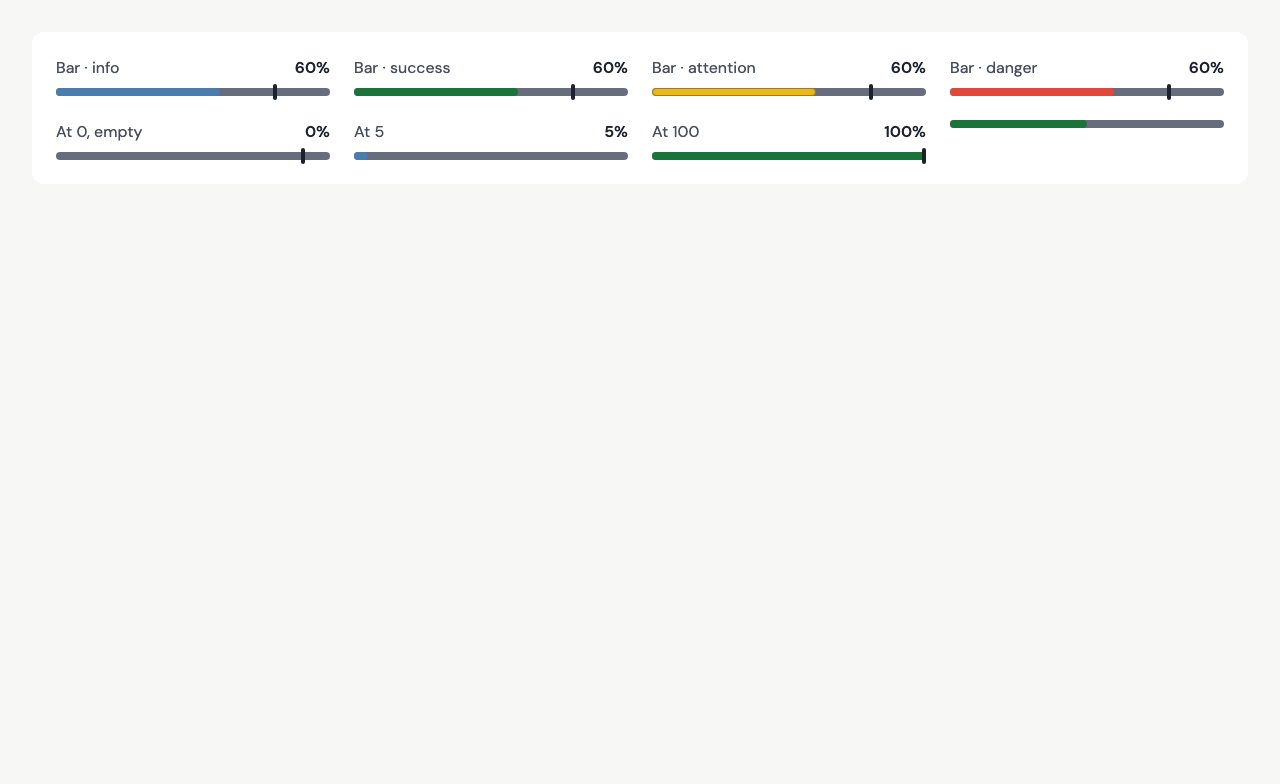 Bar · info 60%
Bar · success 60%
Bar · attention 60%
Bar · danger 60%
At 0, empty 0%
At 5 5%
At 100 100%